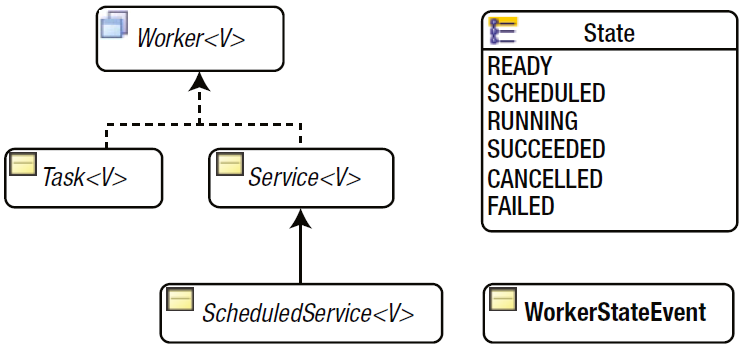 Worker<V>
Task<V>
Service<V>
ScheduledService<V>
State
READY
SCHEDULED
RUNNING
SUCCEEDED
CANCELLED
FAILED
WorkerStateEvent